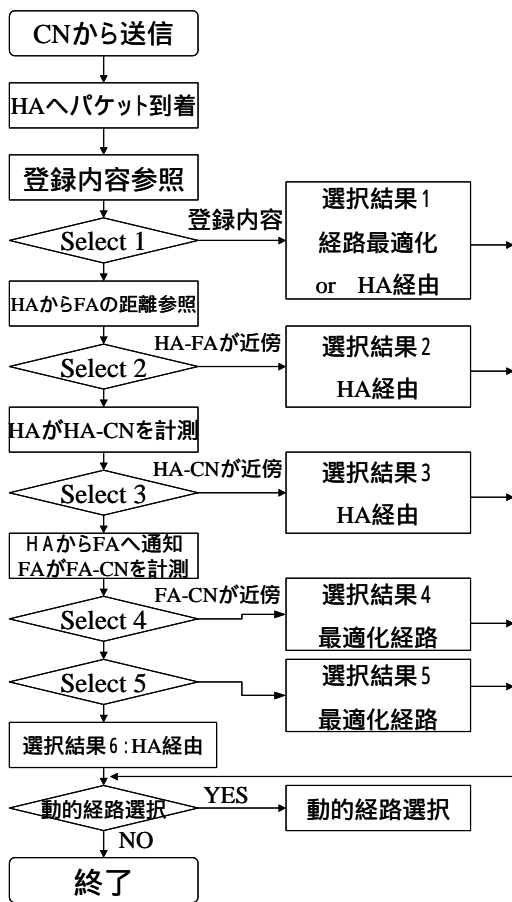 CNから送信
HAへパケット到着
登録内容参照
Select 1
登録内容
選択結果1
経路最適化
or HA経由
HAからFAの距離参照
Select 2
HA-FAが近傍
選択結果2
HA経由
HAがHA-CNを計測
Select 3
HA-CNが近傍
選択結果3
HA経由
HAからFAへ通知
FAがFA-CNを計測
Select 4
FA-CNが近傍
選択結果4
最適化経路
Select 5
選択結果5
最適化経路
選択結果6:HA経由
動的経路選択
YES
動的経路選択
NO
終了